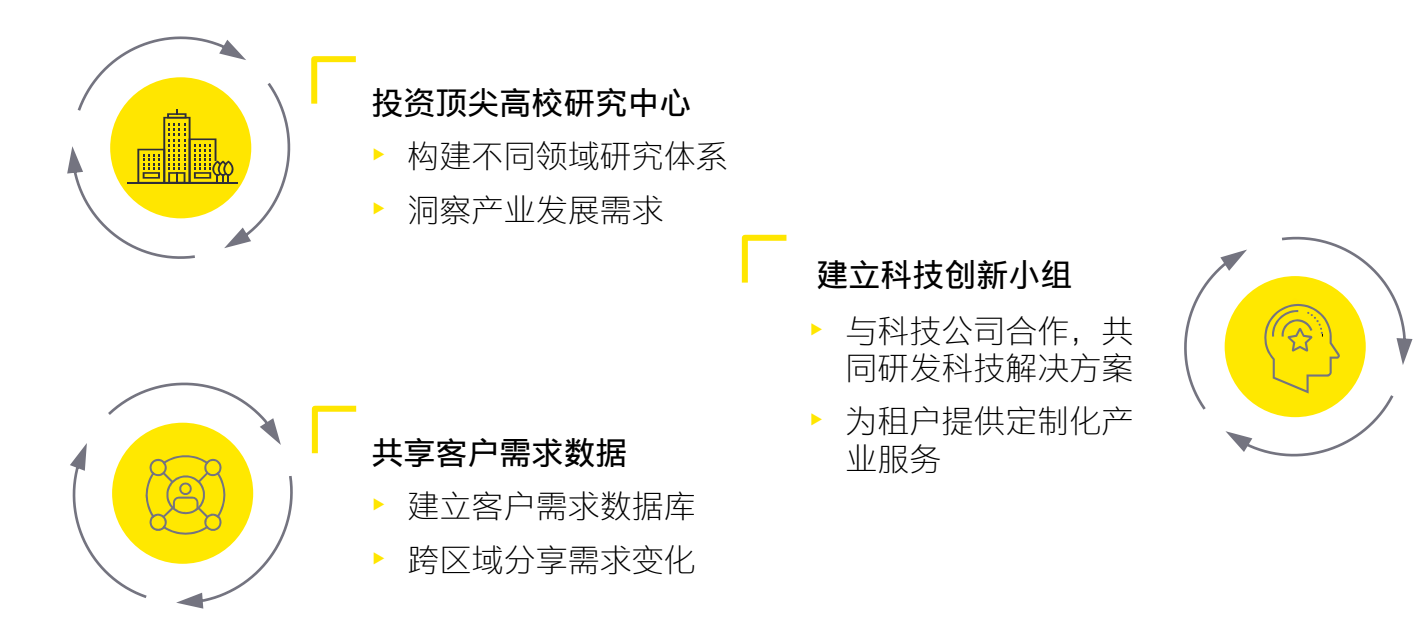 投资顶尖高校研究中心
构建不同领域研究体系
洞察产业发展需求
建立科技创新小组
与科技公司合作，共
同研发科技解决方案
为租户提供定制化产
业服务
共享客户需求数据
建立客户需求数据库
跨区域分享需求变化